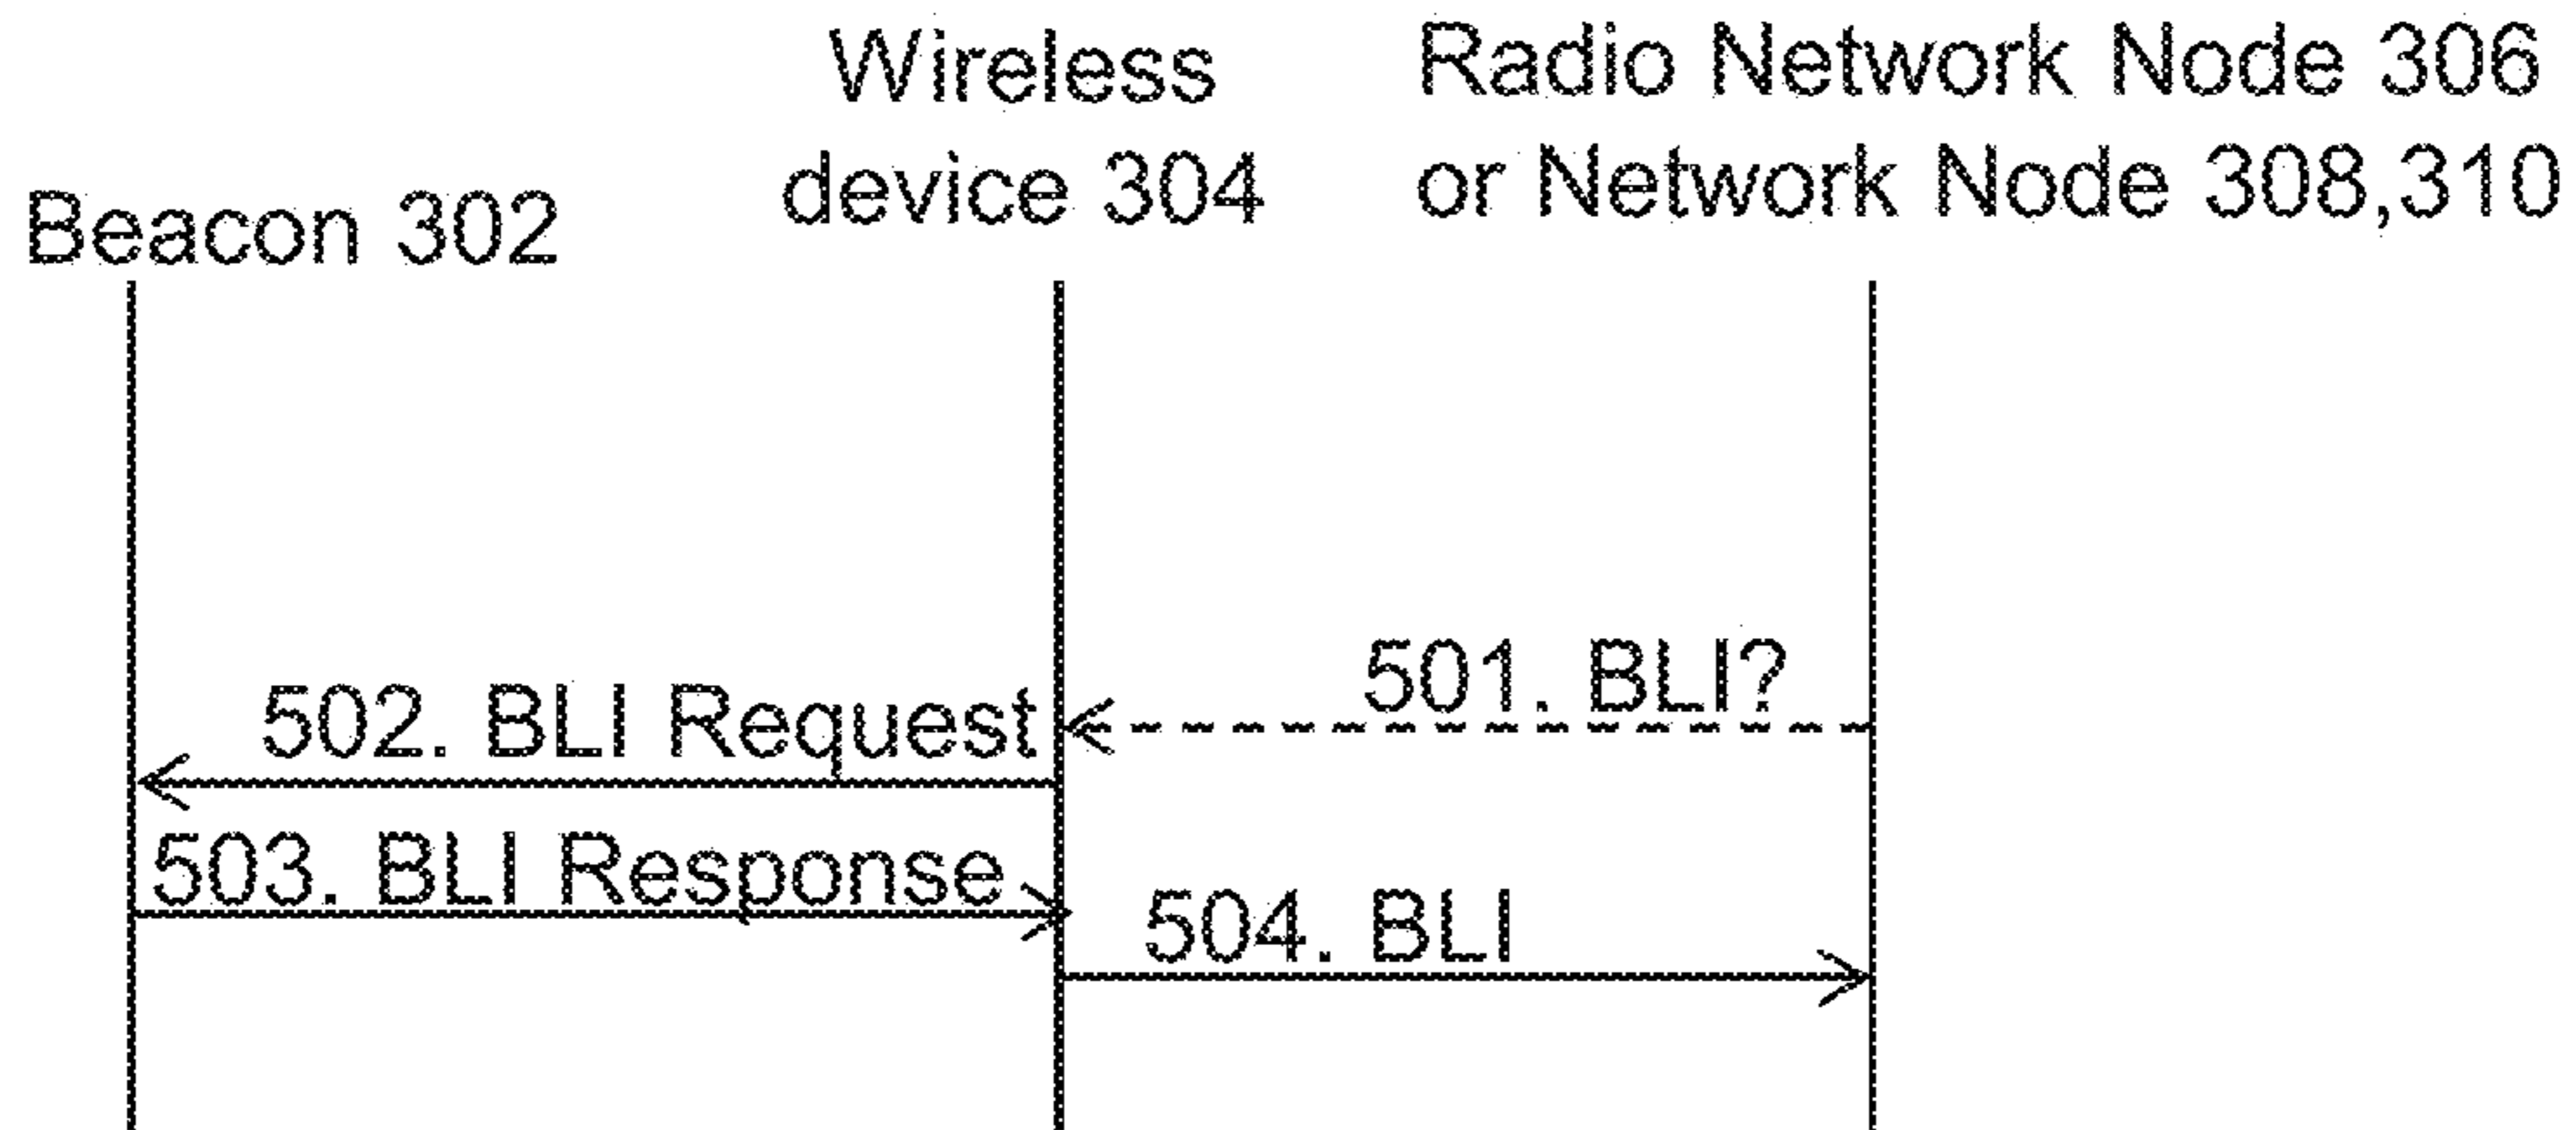 Wireless
device 304
Radio Network Node 306
or Network Node 308,310
Beacon 302
501. BLI?
502. BLI Request
503. BLI Response
504. BLI